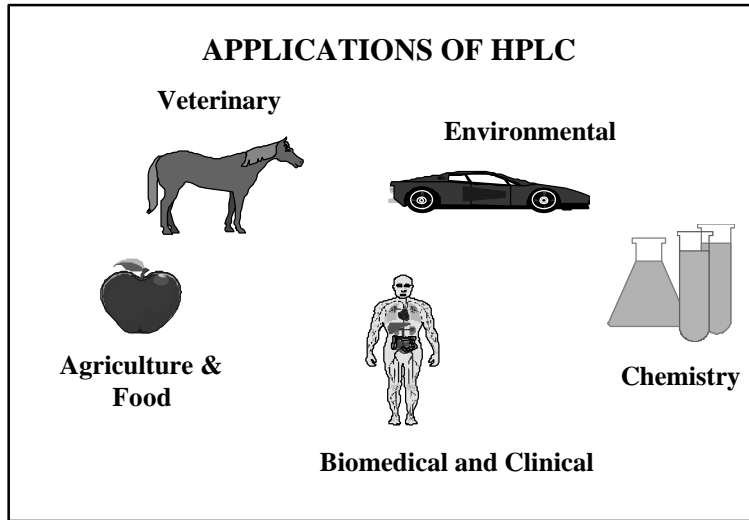 APPLICATIONS OF HPLC
Veterinary
Environmental
Agriculture &
Food
Chemistry
Biomedical and Clinical